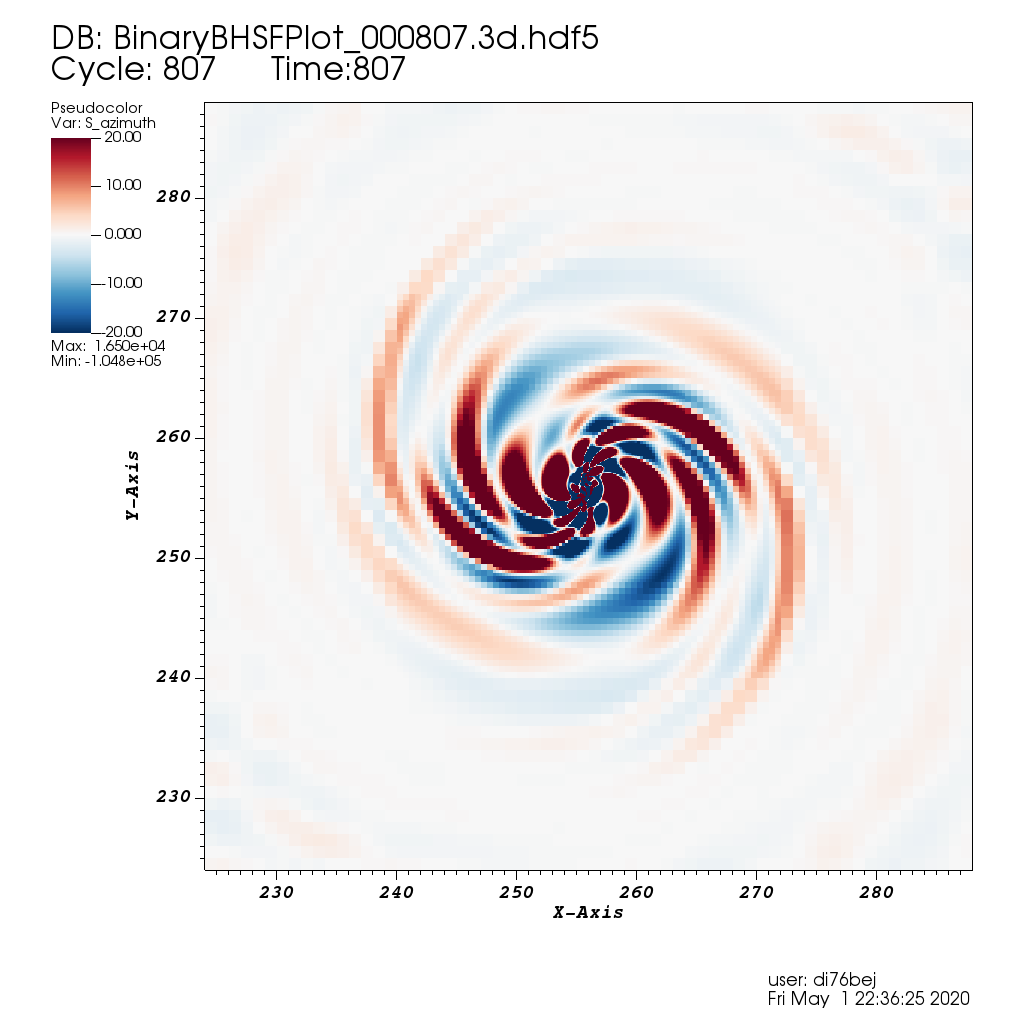 DB: BinaryBHSFPlot_000807.3d.hdf5
Cycle: 807 Time:807
Pseudocolor
Var: S_azimuth
20.00
10.00
0.000
-10.00
-20.00
Max: 1.650e+04
Min: -1.048e+05
280
270
260
250
240
230
Y-Axis
230 240 250 260 270 280
X-Axis
user: di76bej
Fri May 1 22:36:25 2020